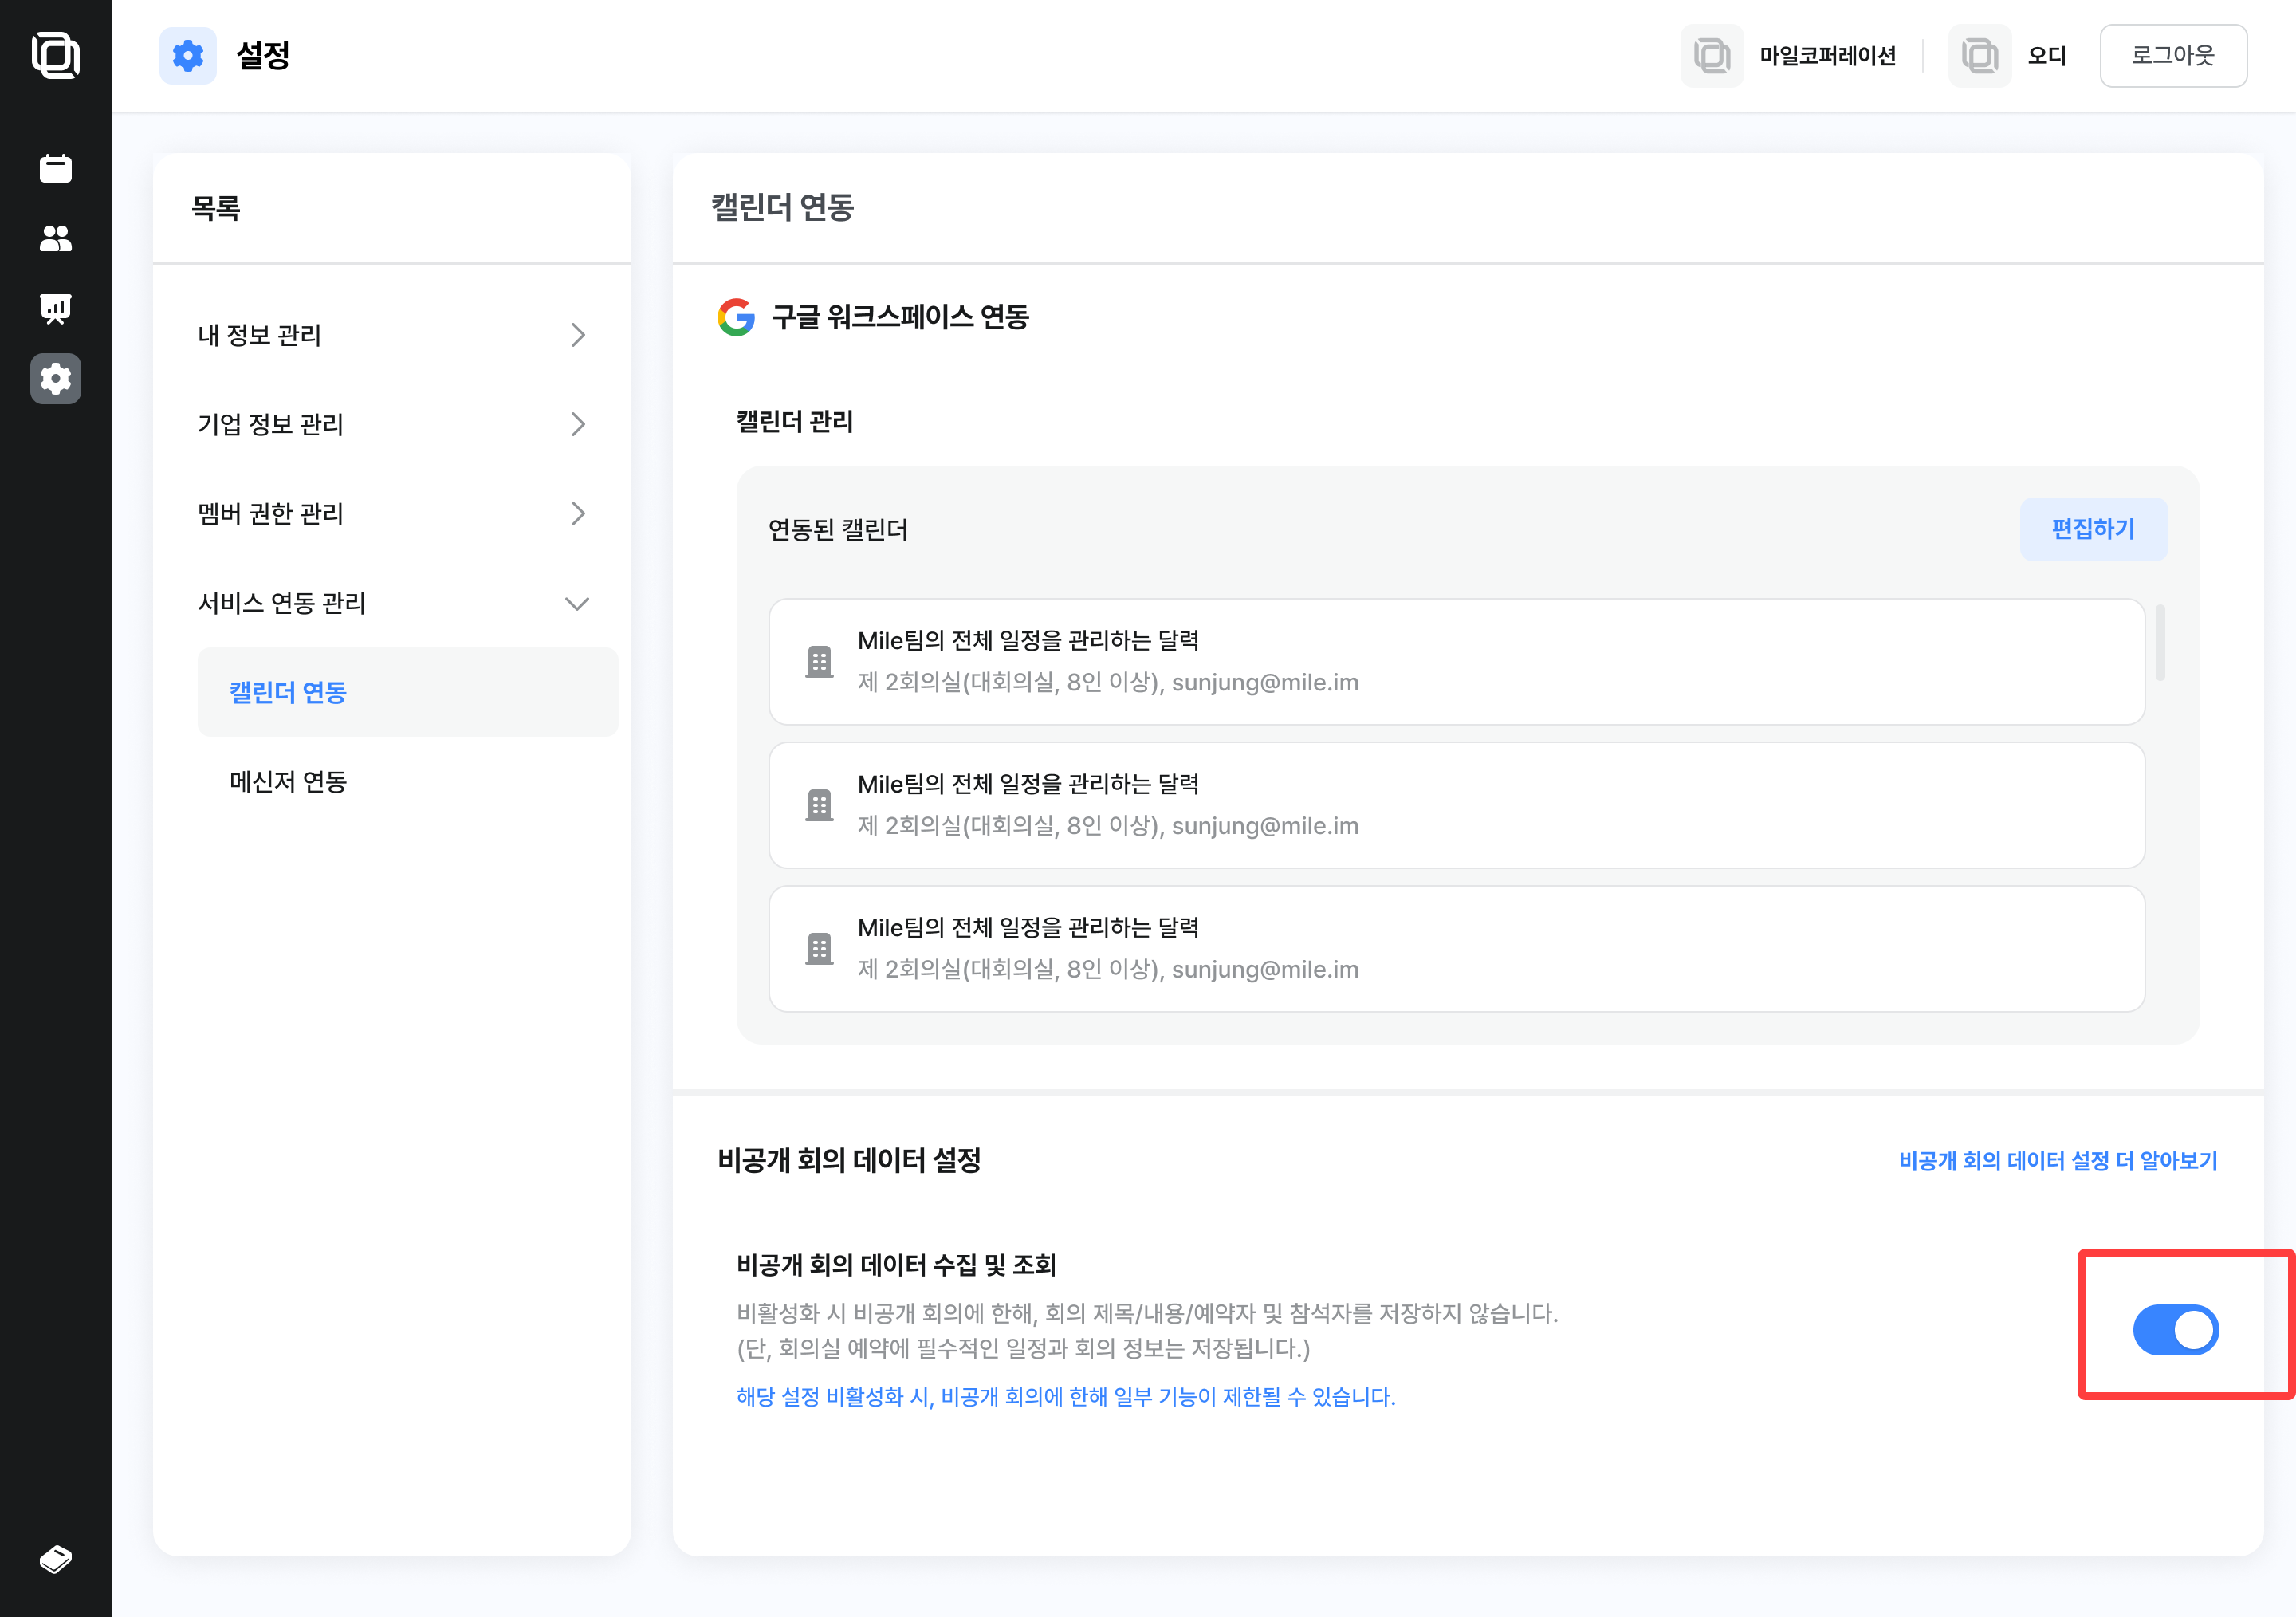 설정
마일코퍼레이션
오디
로그아웃
목록
내 정보 관리
기업 정보 관리
멤버 권한 관리
서비스 연동 관리
캘린더 연동
메신저 연동
캘린더 연동
구글 워크스페이스 연동
캘린더 관리
연동된 캘린더
편집하기
Mile팀의 전체 일정을 관리하는 달력
제 2회의실(대회의실, 8인 이상), sunjung@mile.im
Mile팀의 전체 일정을 관리하는 달력
제 2회의실(대회의실, 8인 이상), sunjung@mile.im
Mile팀의 전체 일정을 관리하는 달력
제 2회의실(대회의실, 8인 이상), sunjung@mile.im
비공개 회의 데이터 설정
비공개 회의 데이터 설정 더 알아보기
비공개 회의 데이터 수집 및 조회
비활성화 시 비공개 회의에 한해, 회의 제목/내용/예약자 및 참석자를 저장하지 않습니다.
(단, 회의실 예약에 필수적인 일정과 회의 정보는 저장됩니다.)
해당 설정 비활성화 시, 비공개 회의에 한해 일부 기능이 제한될 수 있습니다.